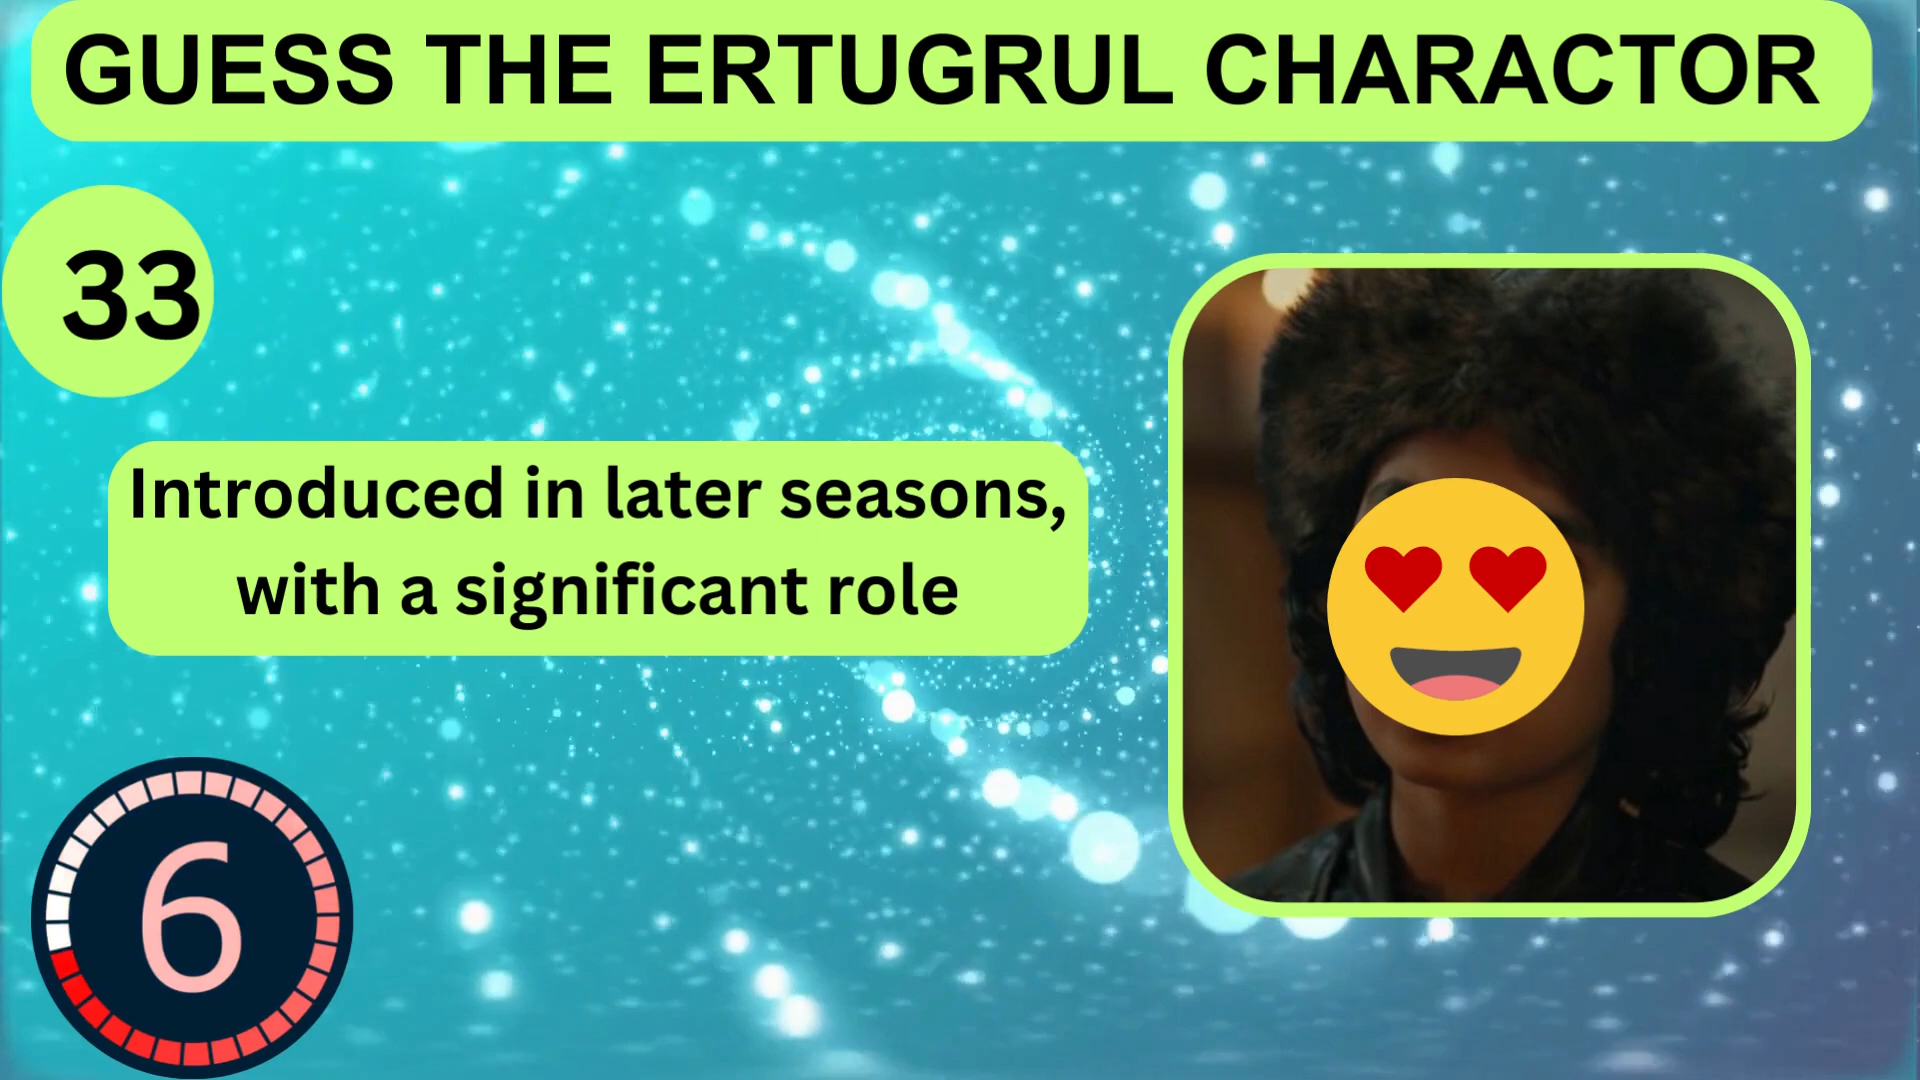 GUESS THE ERTUGRUL CHARACTOR
33
Introduced in later seasons,
with a significant role
6